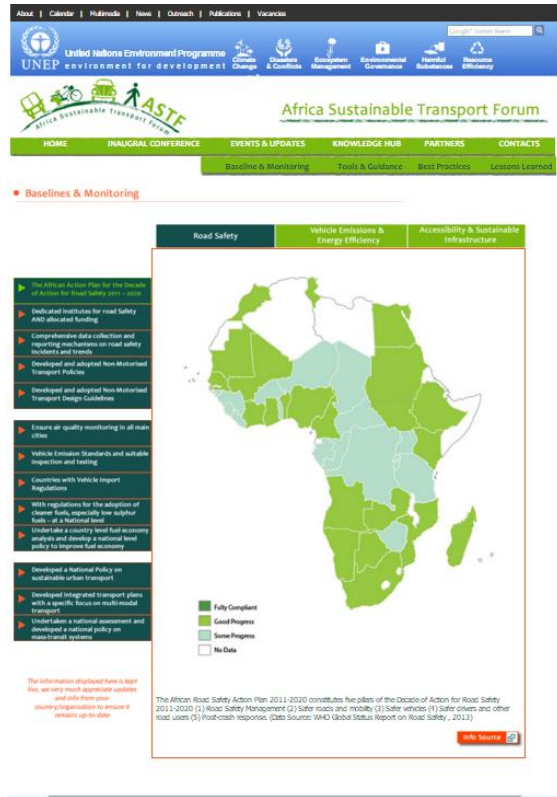 About | Calendar | Multimedia | News | Outreach | Publications | Vacancies
Google™ Custom Search
UNEP
United Nations Environment Programme
environment for development
Climate Change
Disasters & Conflicts
Ecosystem Management
Environmental Governance
Harmful Substances
Resource Efficiency
ASTF
Africa Sustainable Transport Forum
Africa Sustainable Transport Forum
HOME INAUGRAL CONFERENCE EVENTS & UPDATES KNOWLEDGE HUB PARTNERS CONTACTS
Baseline & Monitoring Tools & Guidance Best Practices Lessons Learned
Baselines & Monitoring
Road Safety
Vehicle Emissions &
Energy Efficiency
Accessibility & Sustainable
Infrastructure
The African Action Plan for the Decade
of Action for Road Safety 2011 – 2020
Dedicated institutes for road Safety
AND allocated funding
Comprehensive data collection and
reporting mechanisms on road safety
incidents and trends
Developed and adopted Non-Motorised
Transport Policies
Developed and adopted Non-Motorised
Transport Design Guidelines
Ensure air quality monitoring in all main
cities
Vehicle Emission Standards and suitable
inspection and testing
Countries with Vehicle Import
Regulations
With regulations for the adoption of
cleaner fuels, especially low sulphur
fuels – at a National level
Undertake a country level fuel economy
analysis and develop a national level
policy to improve fuel economy
Developed a National Policy on
sustainable urban transport
Developed integrated transport plans
with a specific focus on multi-modal
transport
Undertaken a national assessment and
developed a national policy on
mass-transit systems
Fully Compliant
Good Progress
Some Progress
No Data
The information displayed here is kept
live, we very much appreciate updates
and info from your
country/organisation to ensure it
remains up-to-date
The African Road Safety Action Plan 2011-2020 constitutes five pillars of the Decade of Action for Road Safety
2011-2020 (1) Road Safety Management (2) Safer roads and mobility (3) Safer vehicles (4) Safer drivers and other
road users (5) Post-crash response. (Data Source: WHO Global Status Report on Road Safety , 2013)
Info Source